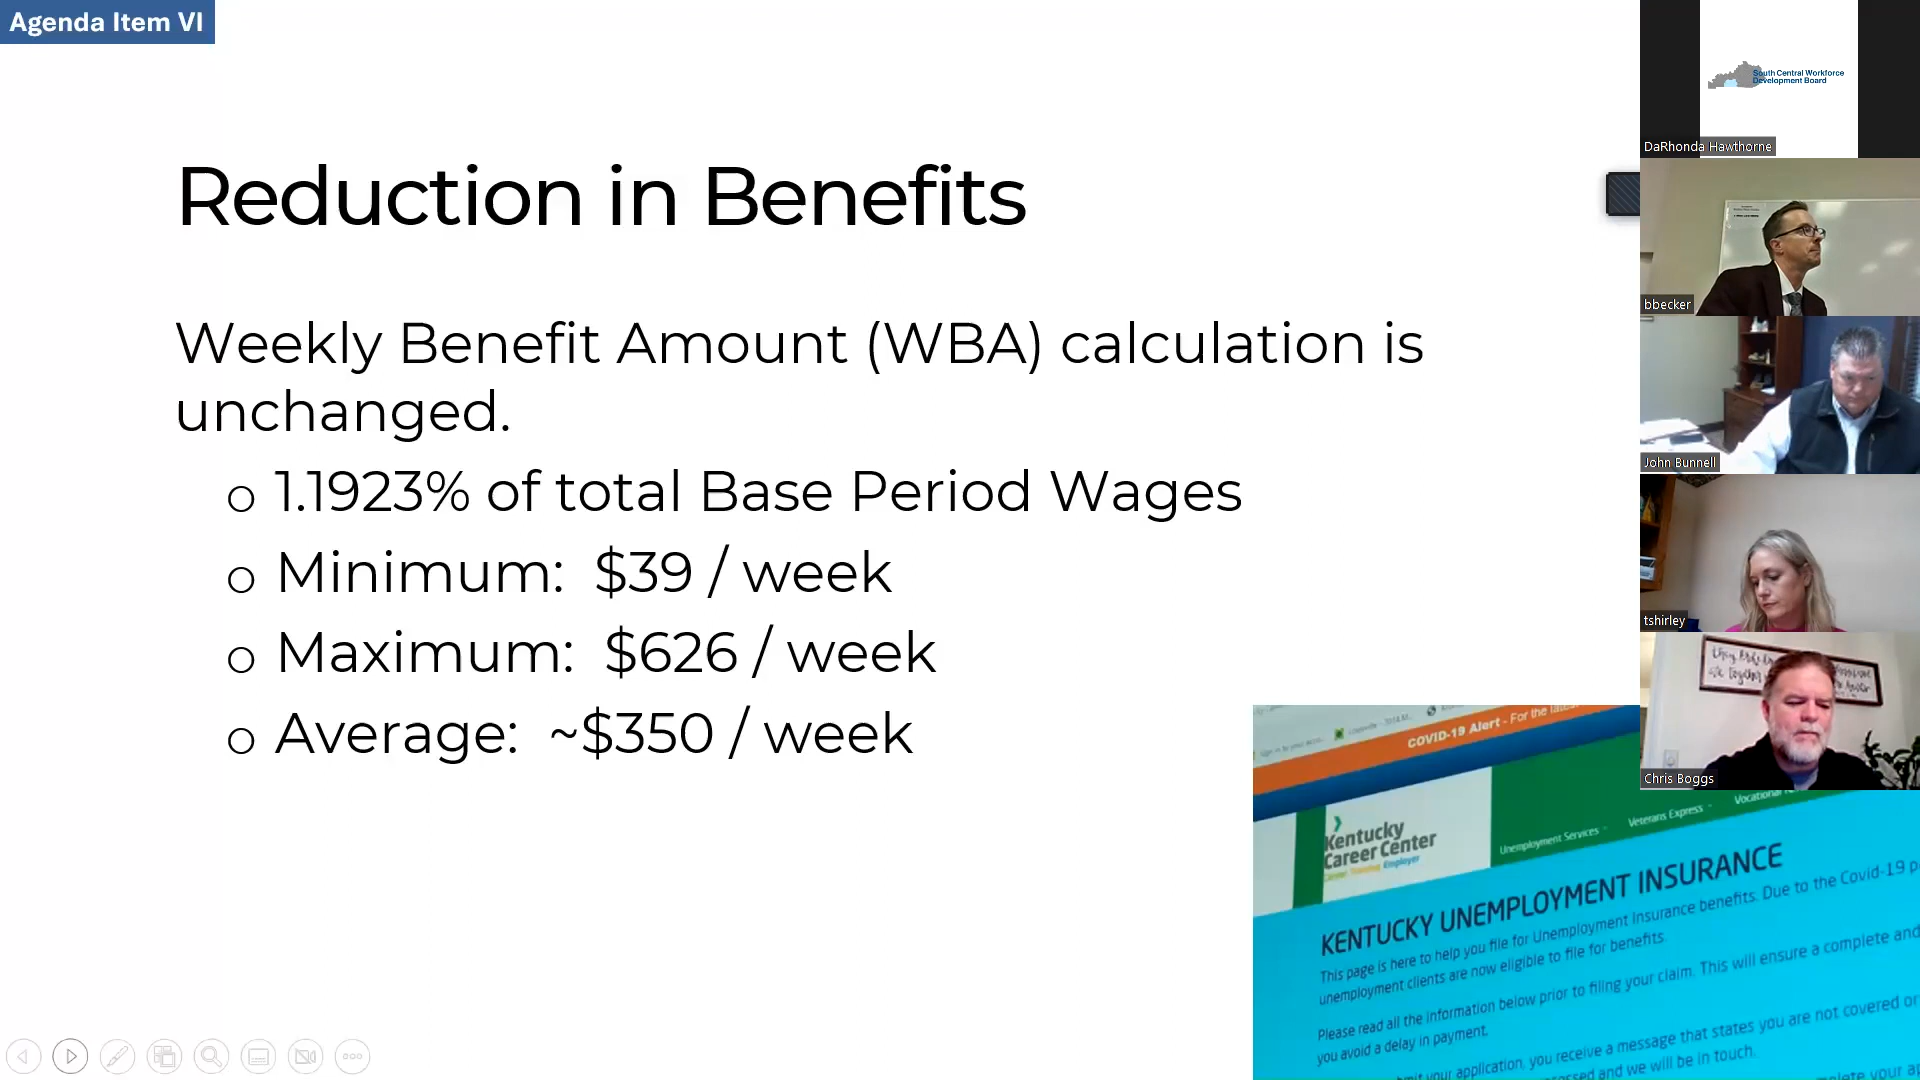 Agenda Item VI
Reduction in Benefits
Weekly Benefit Amount (WBA) calculation is
unchanged.
o 1.1923% of total Base Period Wages
o Minimum: $39 / week
o Maximum: $626 / week
o Average: ~$350 / week
South Central Workforce
Development Board
DaRhonda Hawthorne
bbecker
John Bunnell
tshirley
Chris Boggs
COVID-19 Alert - For the
Kentucky
Career Center
Career Training Employer
Unemployment Services
Veterans Express
Vocational
KENTUCKY UNEMPLOYMENT INSURANCE
This page is here to help you file for Unemployment Insurance benefits. Due to the Covid-19
unemployment clients are now eligible to file for benefits.
Please read all the information below prior to filing your claim. This will ensure a complete and
you avoid a delay in payment.
your application, you receive a message that states you are not covered or
and we will be in touch.